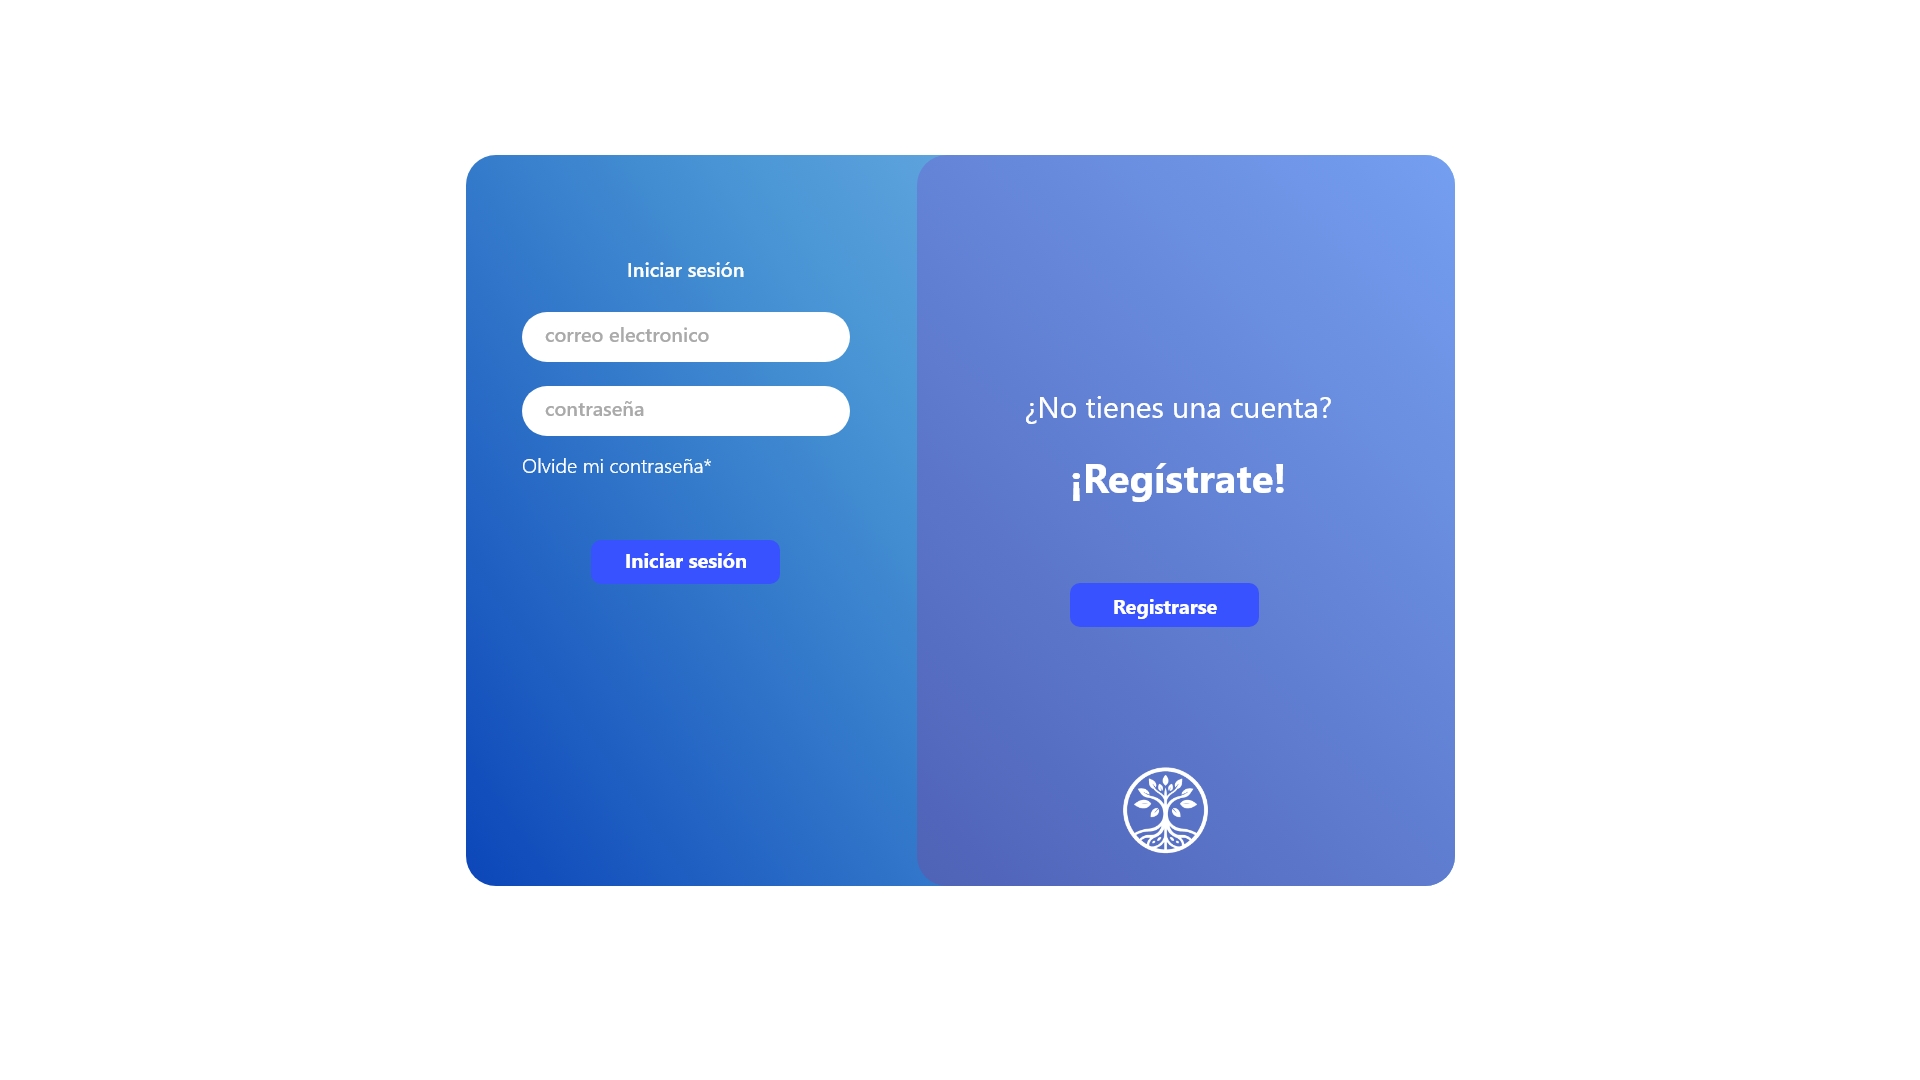 Iniciar sesión
correo electronico
contraseña
Olvide mi contraseña*
Iniciar sesión
¿No tienes una cuenta?
¡Regístrate!
Registrarse